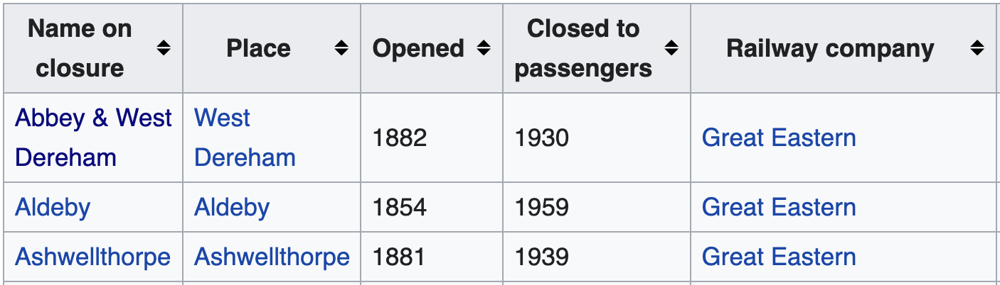 Name on closure Place Opened Closed to passengers Railway company
Abbey & West Dereham West Dereham 1882 1930 Great Eastern
Aldeby Aldeby 1854 1959 Great Eastern
Ashwellthorpe Ashwellthorpe 1881 1939 Great Eastern